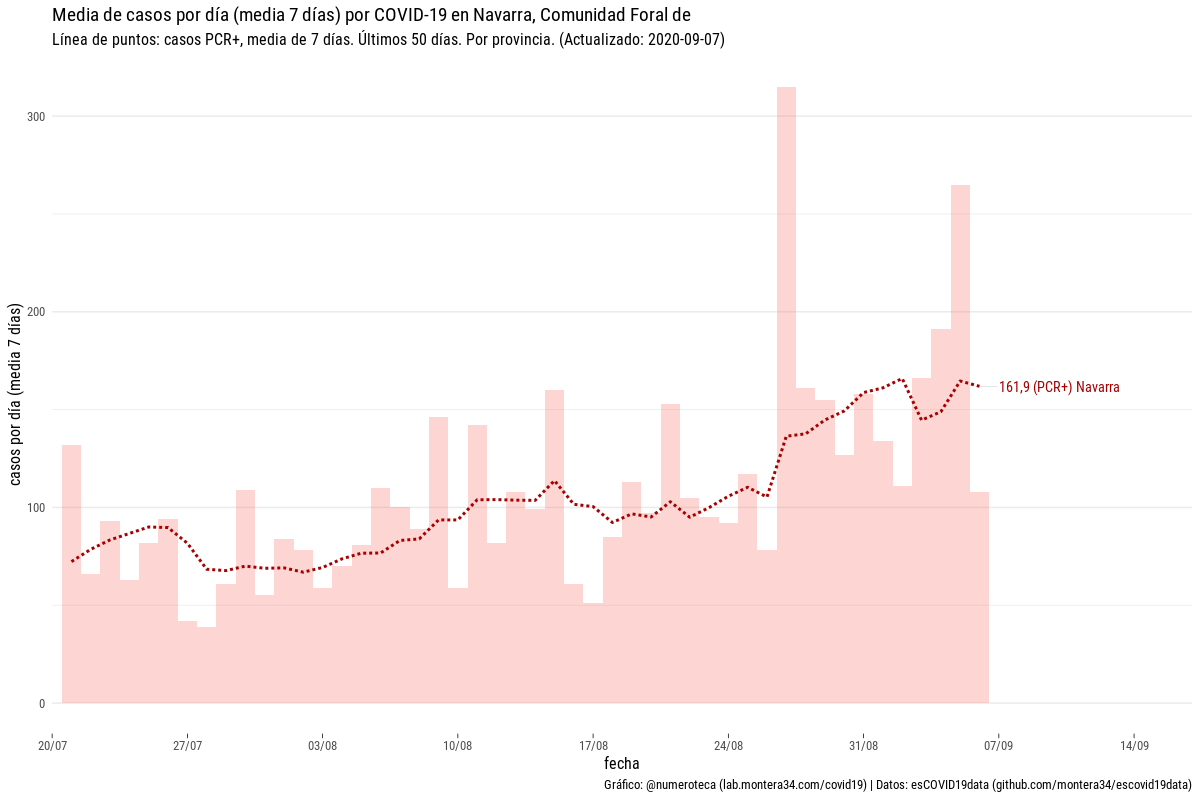 Media de casos por día (media 7 días) por COVID-19 en Navarra, Comunidad Foral de
Línea de puntos: casos PCR+, media de 7 días. Últimos 50 días. Por provincia. (Actualizado: 2020-09-07)
casos por día (media 7 días)
300
200
100
0
161,9 (PCR+) Navarra
20/07
27/07
03/08
10/08
17/08
24/08
31/08
07/09
14/09
fecha
Gráfico: @numeroteca (lab.montera34.com/covid19) | Datos: esCOVID19data (github.com/montera34/escovid19data)